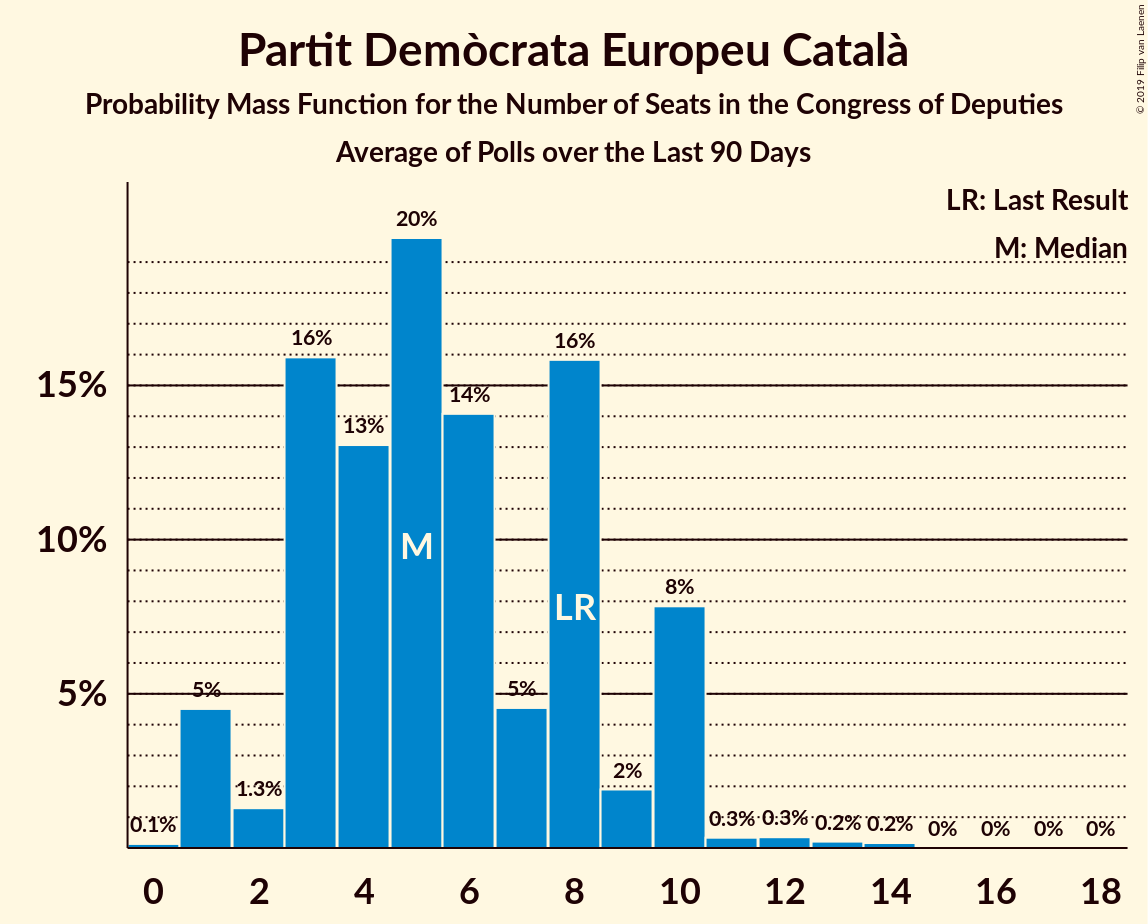 Partit Demòcrata Europeu Català
Probability Mass Function for the Number of Seats in the Congress of Deputies
Average of Polls over the Last 90 Days
© 2019 Filip van Laenen
LR: Last Result
M: Median
20%
16%
16%
15%
14%
13%
10%
M
8%
LR
5%
5%
5%
2%
1.3%
0.1%
0.3%
0.3%
0.2%
0.2%
0%
0%
0%
0%
0 2 4 6 8 10 12 14 16 18